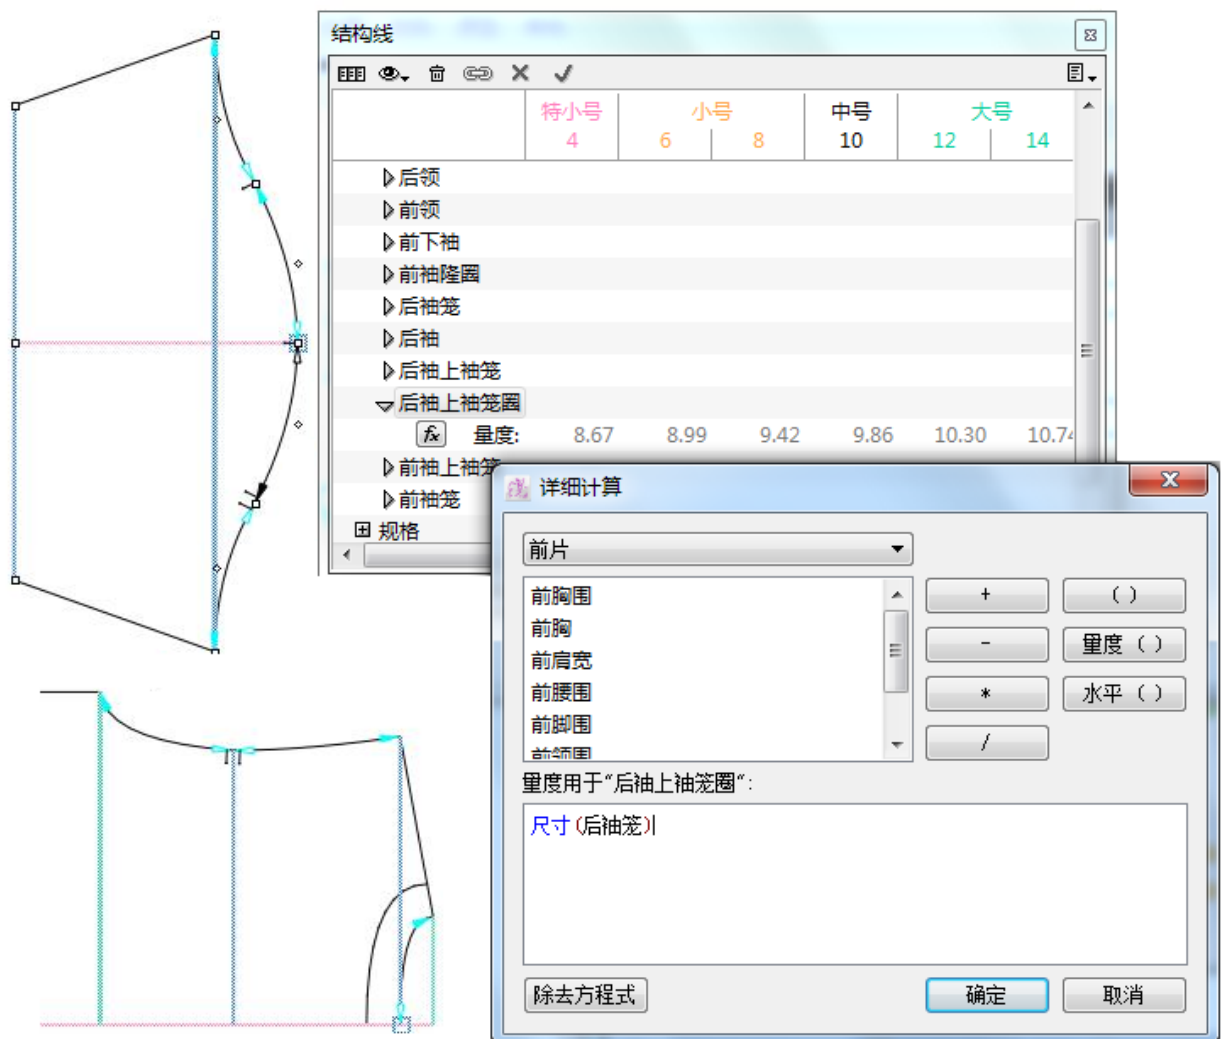 结构线
特小号 小号 中号 大号
4 6 8 10 12 14
后领
前领
前下袖
前袖隆圈
后袖笼
后袖
后袖上袖笼
后袖上袖笼圈
fx 量度: 8.67 8.99 9.42 9.86 10.30 10.74
前袖上袖笼
前袖笼
规格
详细计算
前片
前胸围
前胸
前肩宽
前腰围
前脚围
前领围
+ ( )
- 量度 ( )
* 水平 ( )
/
量度用于“后袖上袖笼圈”:
尺寸(后袖笼)
除去方程式 确定 取消